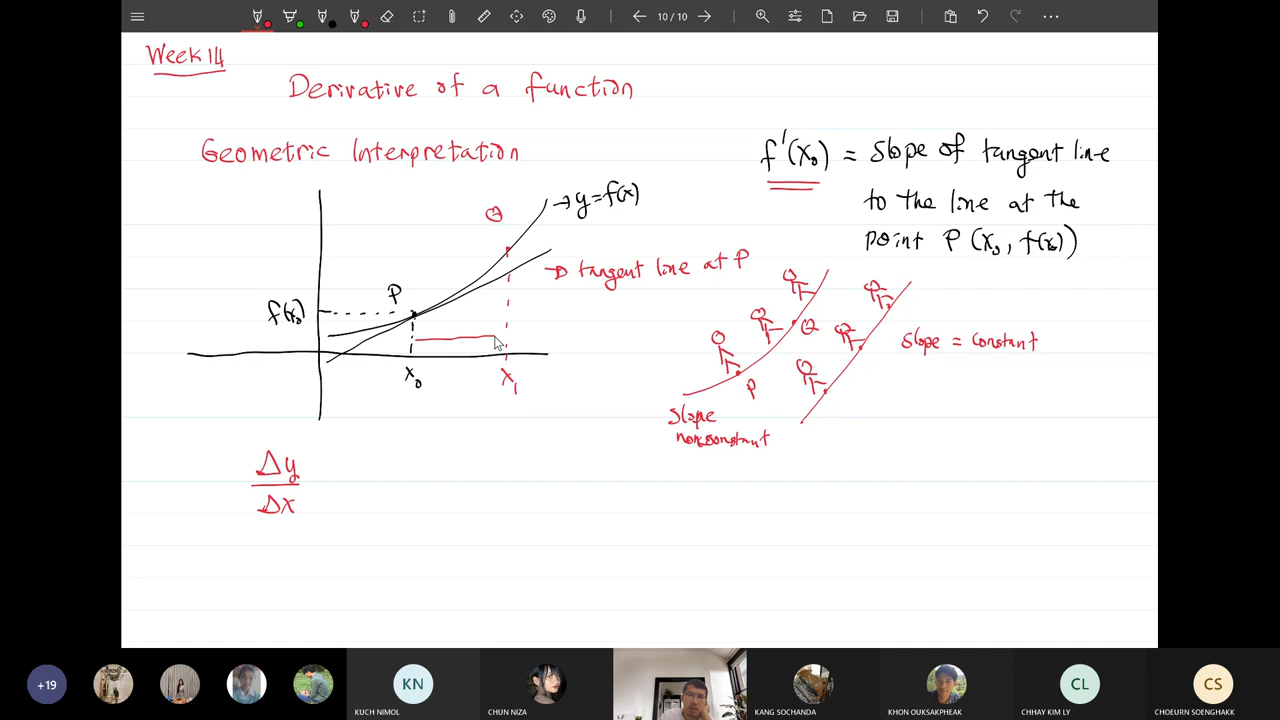 10 / 10
Week 14
Derivative of a function
Geometric Interpretation
f'(x₀) = slope of tangent line
to the line at the
point P (x₀, f(x₀))
→ y = f(x)
Q
→ tangent line at P
P
f(x₀)
x₀
x₁
Q
P
slope = constant
slope
nonconstant
Δy
Δx
+19
KN
CL
CS
KUCH NIMOL
CHUN NIZA
KANG SOCHANDA
KHON OUKSAKPHEAK
CHHAY KIM LY
CHOEURN SOENGHAKK